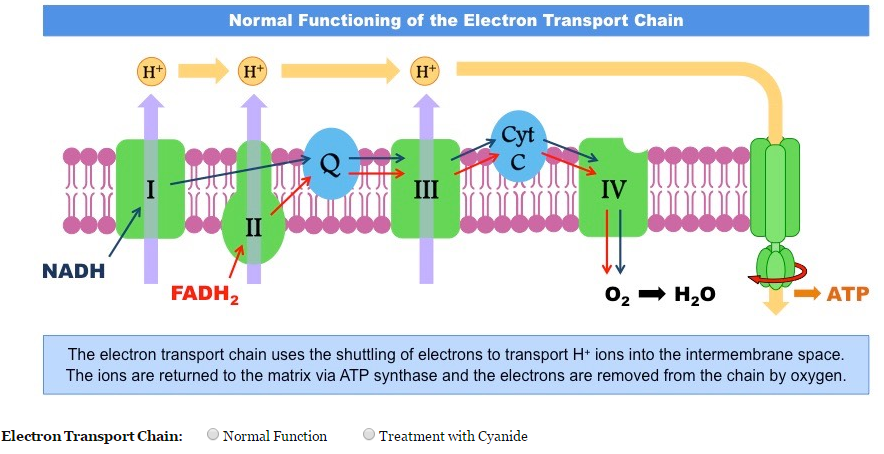 Normal Functioning of the Electron Transport Chain
H⁺ H⁺ H⁺
Cyt
C
Q
I III IV
II
NADH
FADH₂
O₂ ➡ H₂O
ATP
The electron transport chain uses the shuttling of electrons to transport H⁺ ions into the intermembrane space.
The ions are returned to the matrix via ATP synthase and the electrons are removed from the chain by oxygen.
Electron Transport Chain: Normal Function Treatment with Cyanide